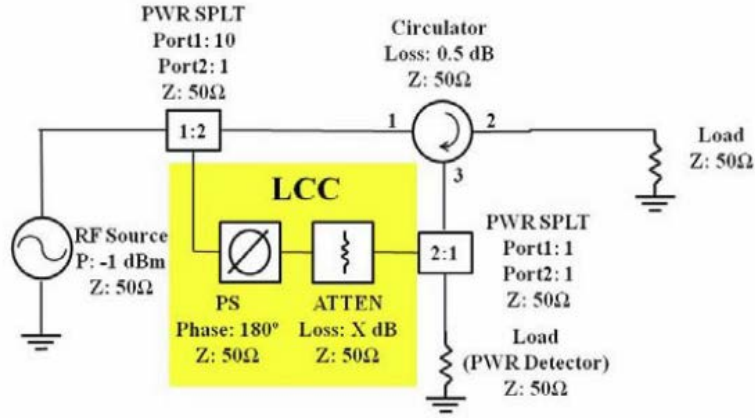 PWR SPLT
Port1: 10
Port2: 1
Z: 50Ω
Circulator
Loss: 0.5 dB
Z: 50Ω
1:2
1
2
3
Load
Z: 50Ω
LCC
RF Source
P: -1 dBm
Z: 50Ω
2:1
PWR SPLT
Port1: 1
Port2: 1
Z: 50Ω
PS
Phase: 180°
Z: 50Ω
ATTEN
Loss: X dB
Z: 50Ω
Load
(PWR Detector)
Z: 50Ω